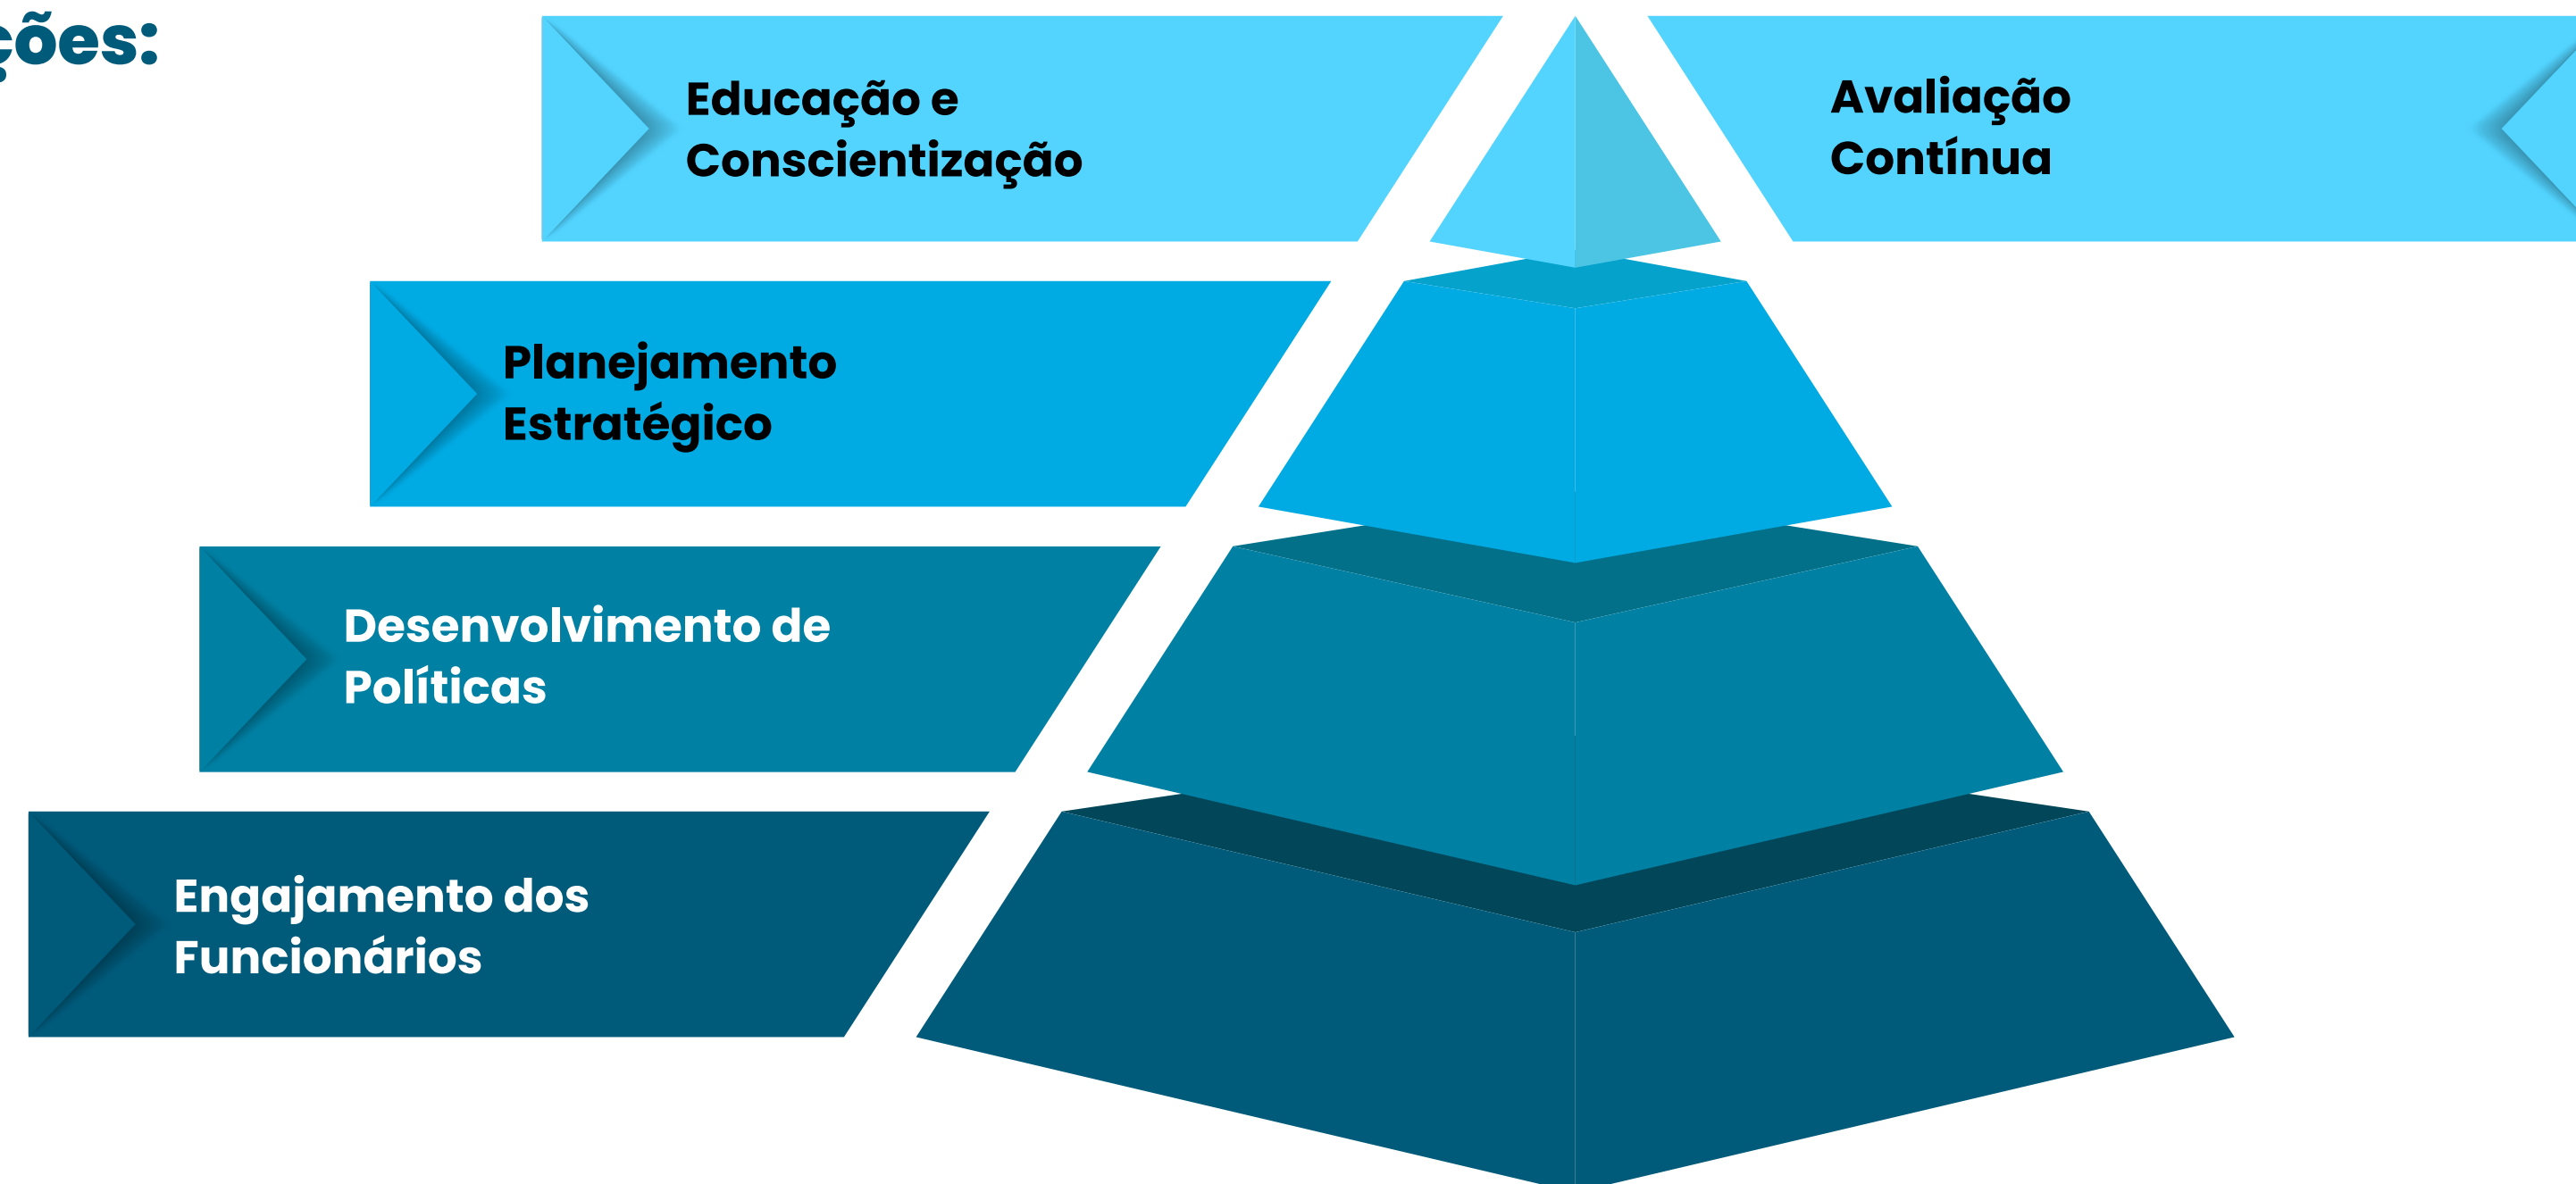 ções:
Educação e
Conscientização
Avaliação
Contínua
Planejamento
Estratégico
Desenvolvimento de
Políticas
Engajamento dos
Funcionários